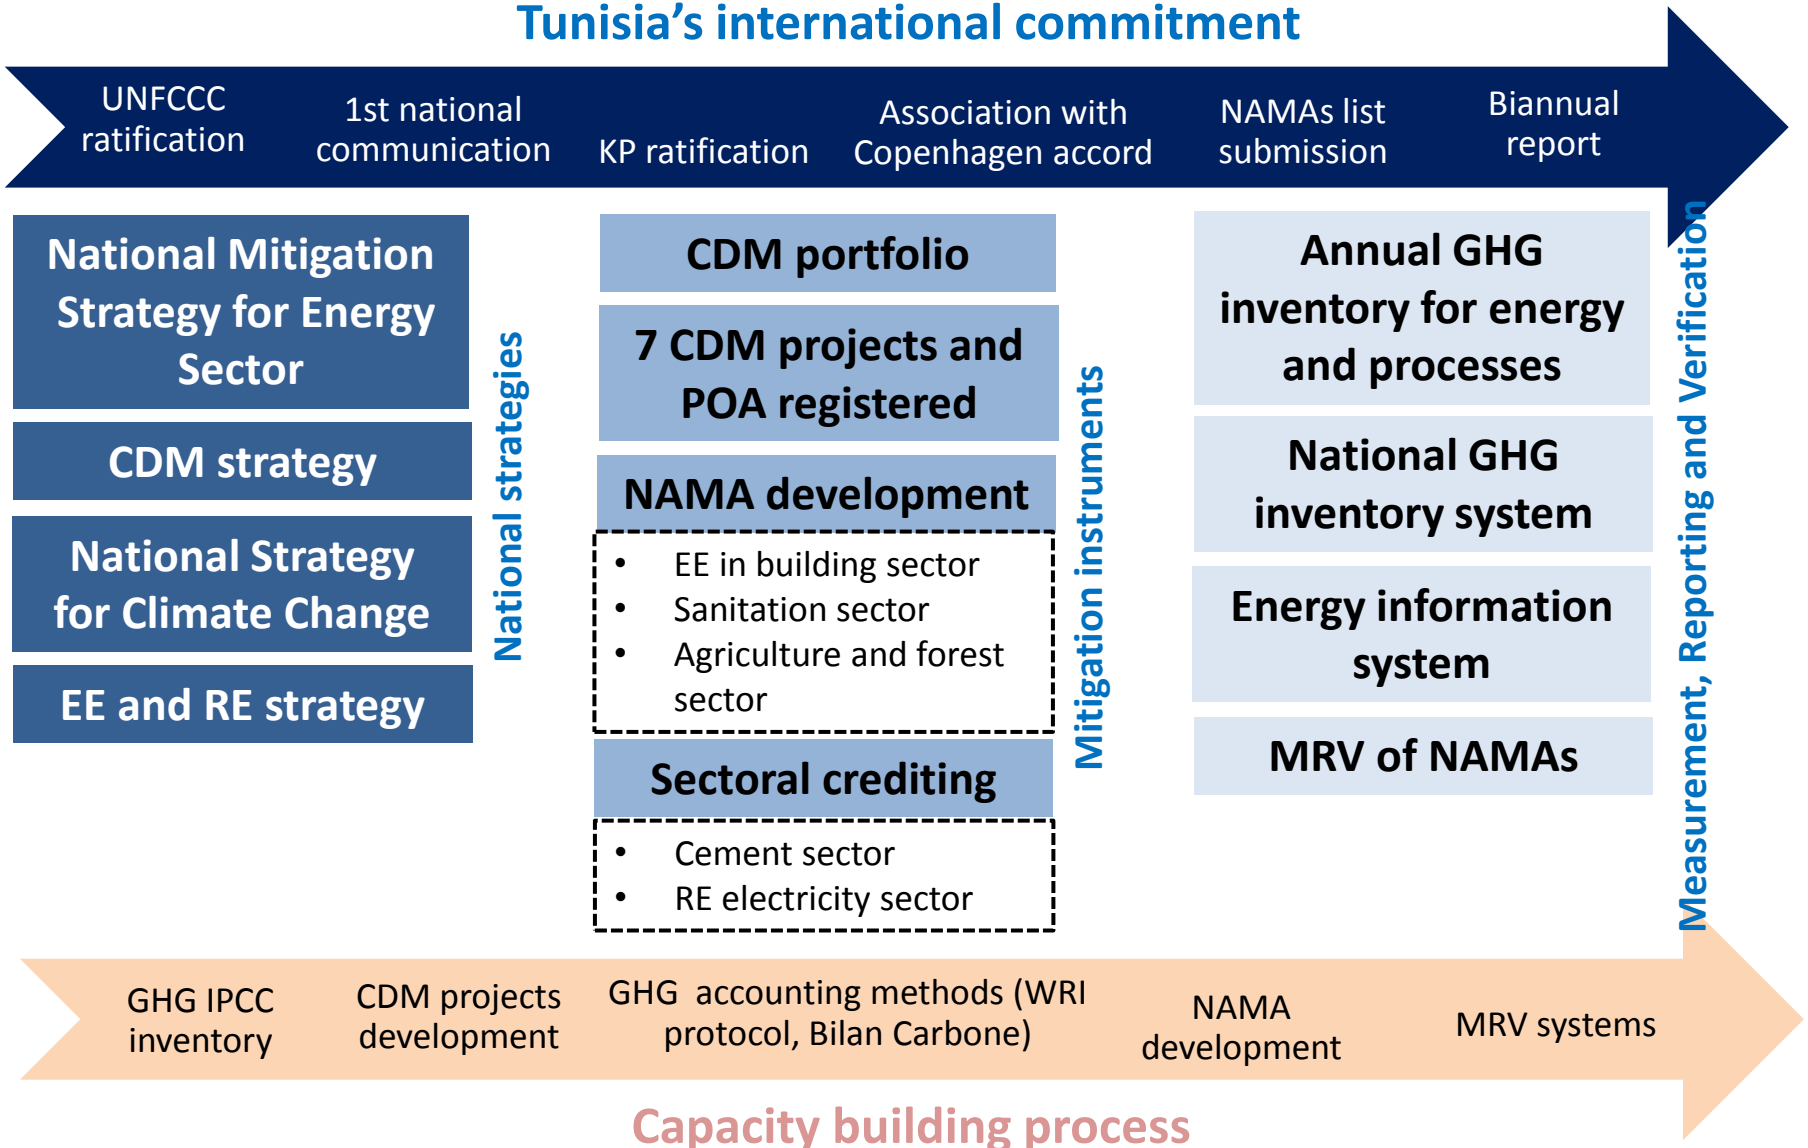 Tunisia's international commitment
UNFCCC
ratification
1st national
communication
KP ratification
Association with
Copenhagen accord
NAMAs list
submission
Biannual
report
National Mitigation
Strategy for Energy
Sector
CDM strategy
National Strategy
for Climate Change
EE and RE strategy
National strategies
CDM portfolio
7 CDM projects and
POA registered
NAMA development
• EE in building sector
• Sanitation sector
• Agriculture and forest
sector
Sectoral crediting
• Cement sector
• RE electricity sector
Mitigation instruments
Annual GHG
inventory for energy
and processes
National GHG
inventory system
Energy information
system
MRV of NAMAs
Measurement, Reporting and Verification
GHG IPCC
inventory
CDM projects
development
GHG accounting methods (WRI
protocol, Bilan Carbone)
NAMA
development
MRV systems
Capacity building process